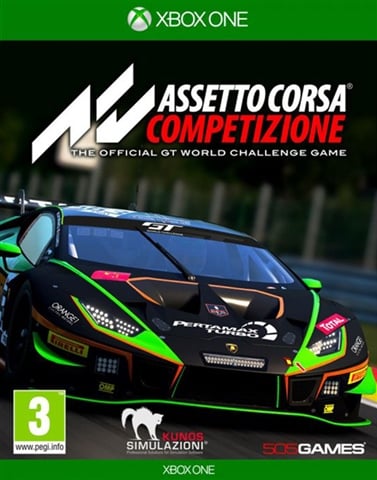 XBOX ONE
ASSETTO CORSA®
COMPETIZIONE
THE OFFICIAL GT WORLD CHALLENGE GAME
GT
ORANGE1
PERTAMAX
TURBO
TOTAL
PIRELLI
OMP
3
www.pegi.info
KUNOS
SIMULAZIONI
505GAMES®
XBOX ONE